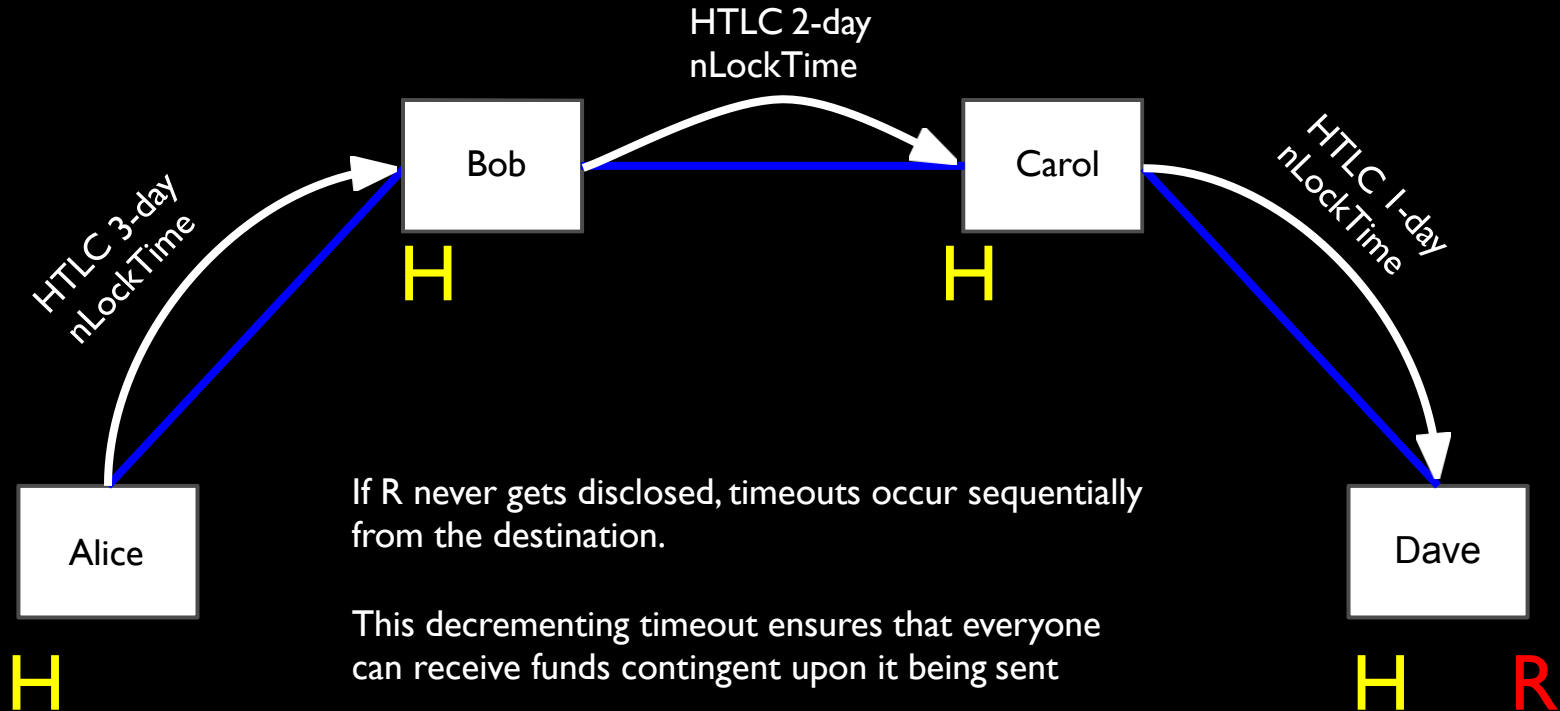 HTLC 2-day
nLockTime
Bob
Carol
HTLC 3-day
nLockTime
HTLC 1-day
nLockTime
H
H
If R never gets disclosed, timeouts occur sequentially
from the destination.
Alice
Dave
This decrementing timeout ensures that everyone
can receive funds contingent upon it being sent
H
H
R